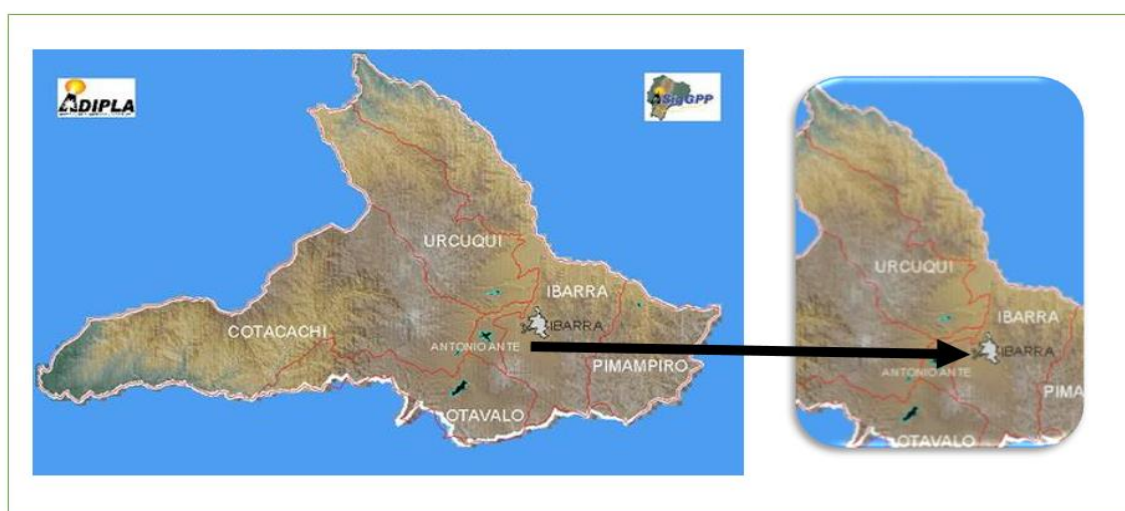 ADIPLA
SigGPP
URCUQUI
IBARRA
IBARRA
COTACACHI
ANTONIO ANTE
PIMAMPIRO
OTAVALO
URCUQUI
IBARRA
IBARRA
ANTONIO ANTE
PIMA
OTAVALO